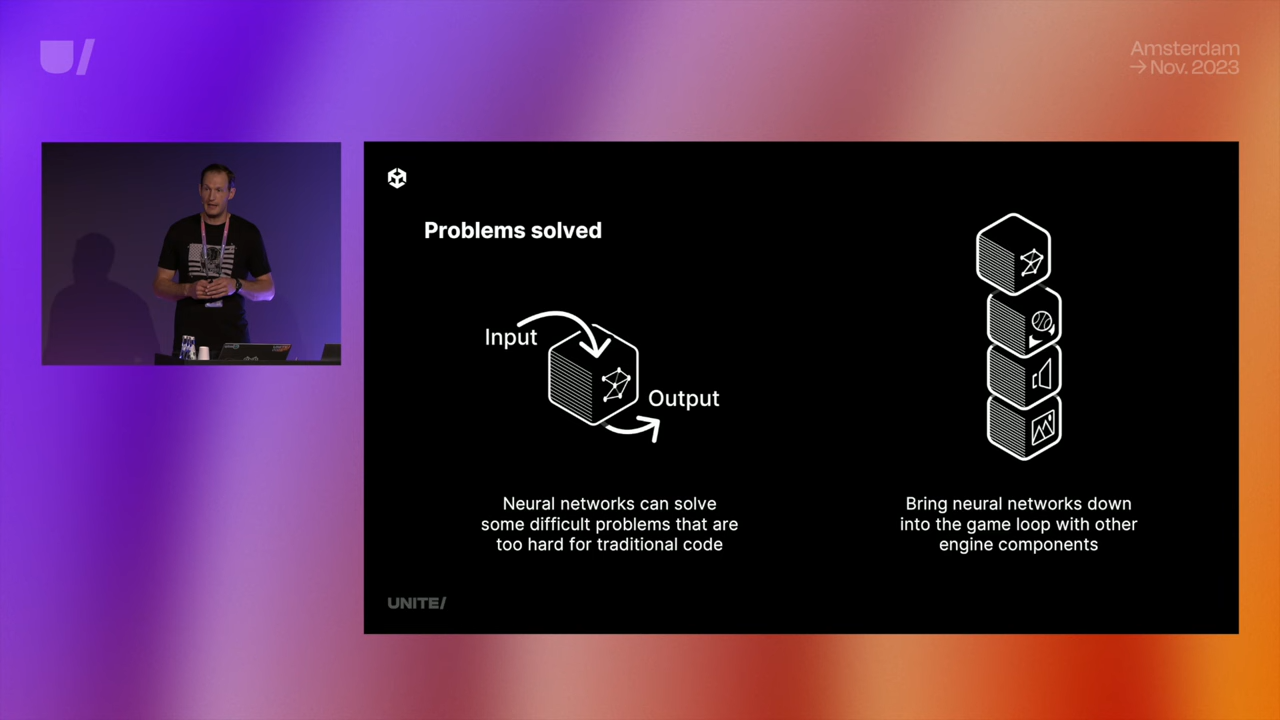 Amsterdam
→ Nov. 2023
Problems solved
Input
Output
Neural networks can solve
some difficult problems that are
too hard for traditional code
Bring neural networks down
into the game loop with other
engine components
UNITE/